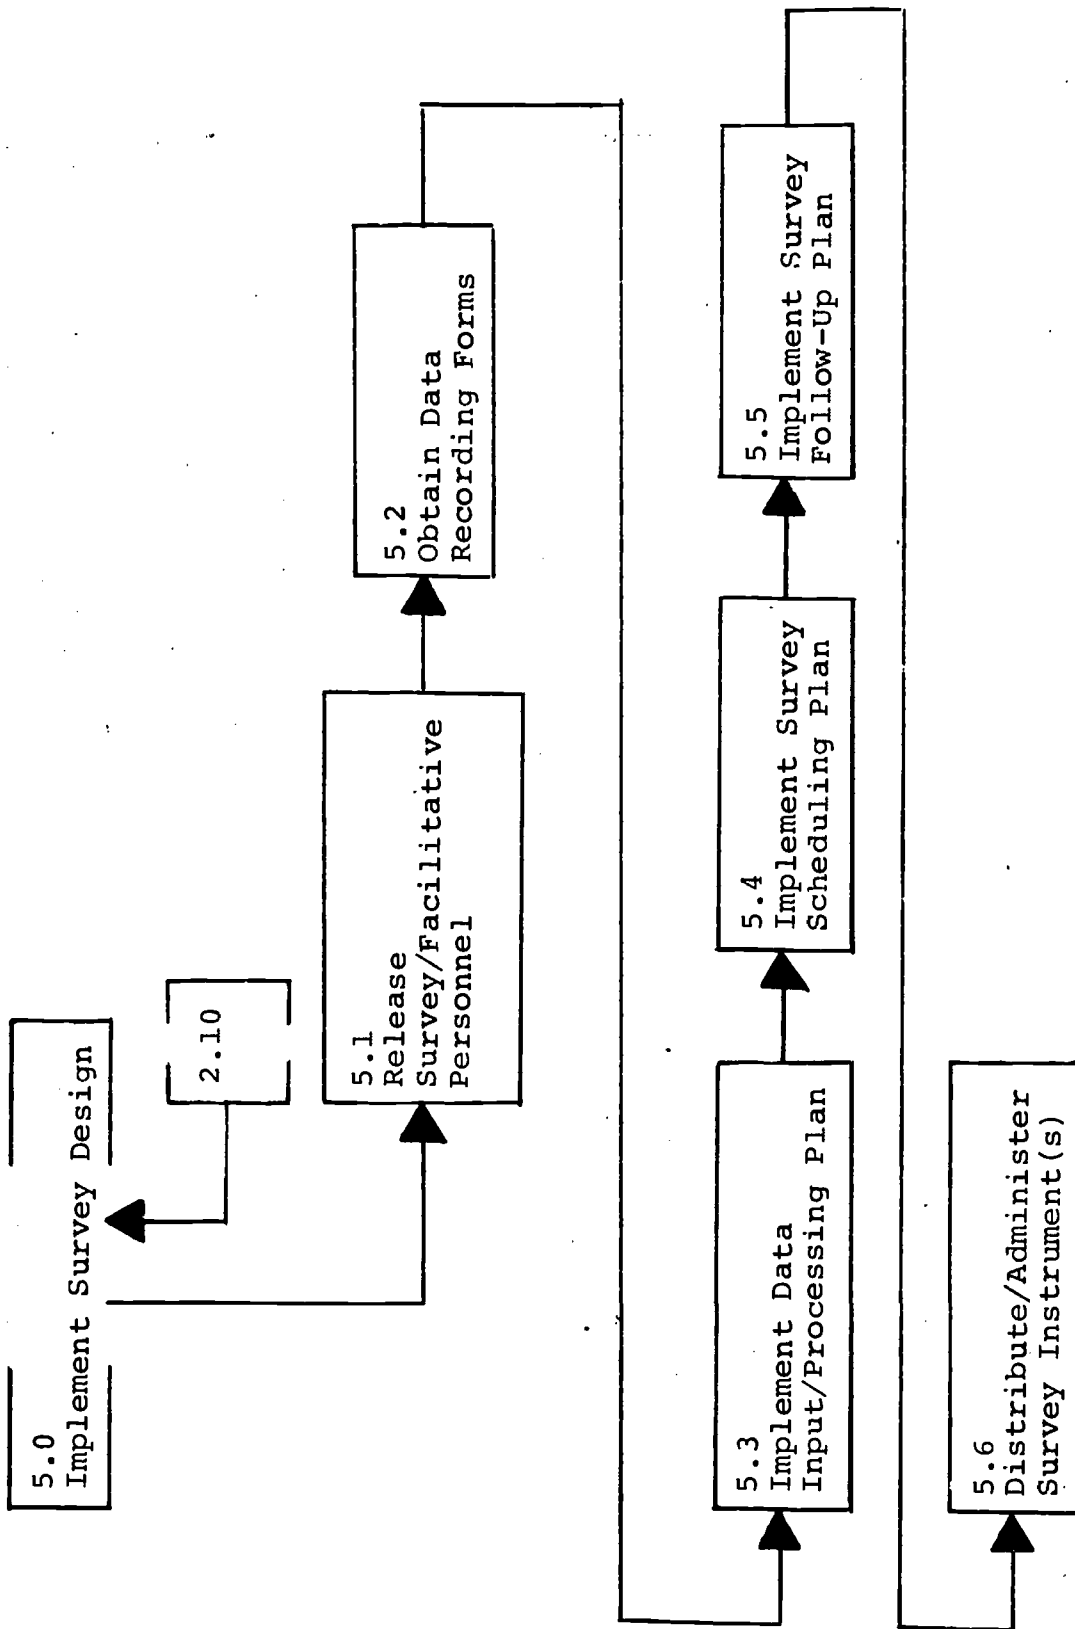 5.0
Implement Survey Design
2.10
5.1
Release
Survey/Facilitative
Personnel
5.2
Obtain Data
Recording Forms
5.3
Implement Data
Input/Processing Plan
5.4
Implement Survey
Scheduling Plan
5.5
Implement Survey
Follow-Up Plan
5.6
Distribute/Administer
Survey Instrument(s)